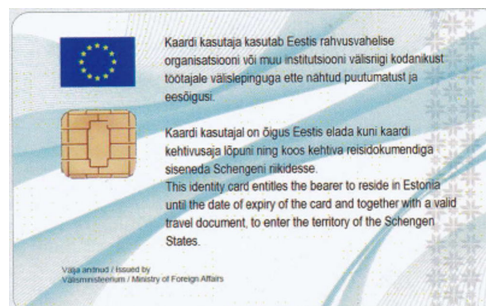 Kaardi kasutaja kasutab Eestis rahvusvahelise
organisatsiooni või muu institutsiooni välisriigi kodanikust
töötajale välislepinguga ette nähtud puutumatust ja
eesõigusi.
Kaardi kasutajal on õigus Eestis elada kuni kaardi
kehtivusaja lõpuni ning koos kehtiva reisidokumendiga
siseneda Schengeni riikidesse.
This identity card entitles the bearer to reside in Estonia
until the date of expiry of the card and together with a valid
travel document, to enter the territory of the Schengen
States.
Välja andnud / Issued by
Välisministeerium / Ministry of Foreign Affairs